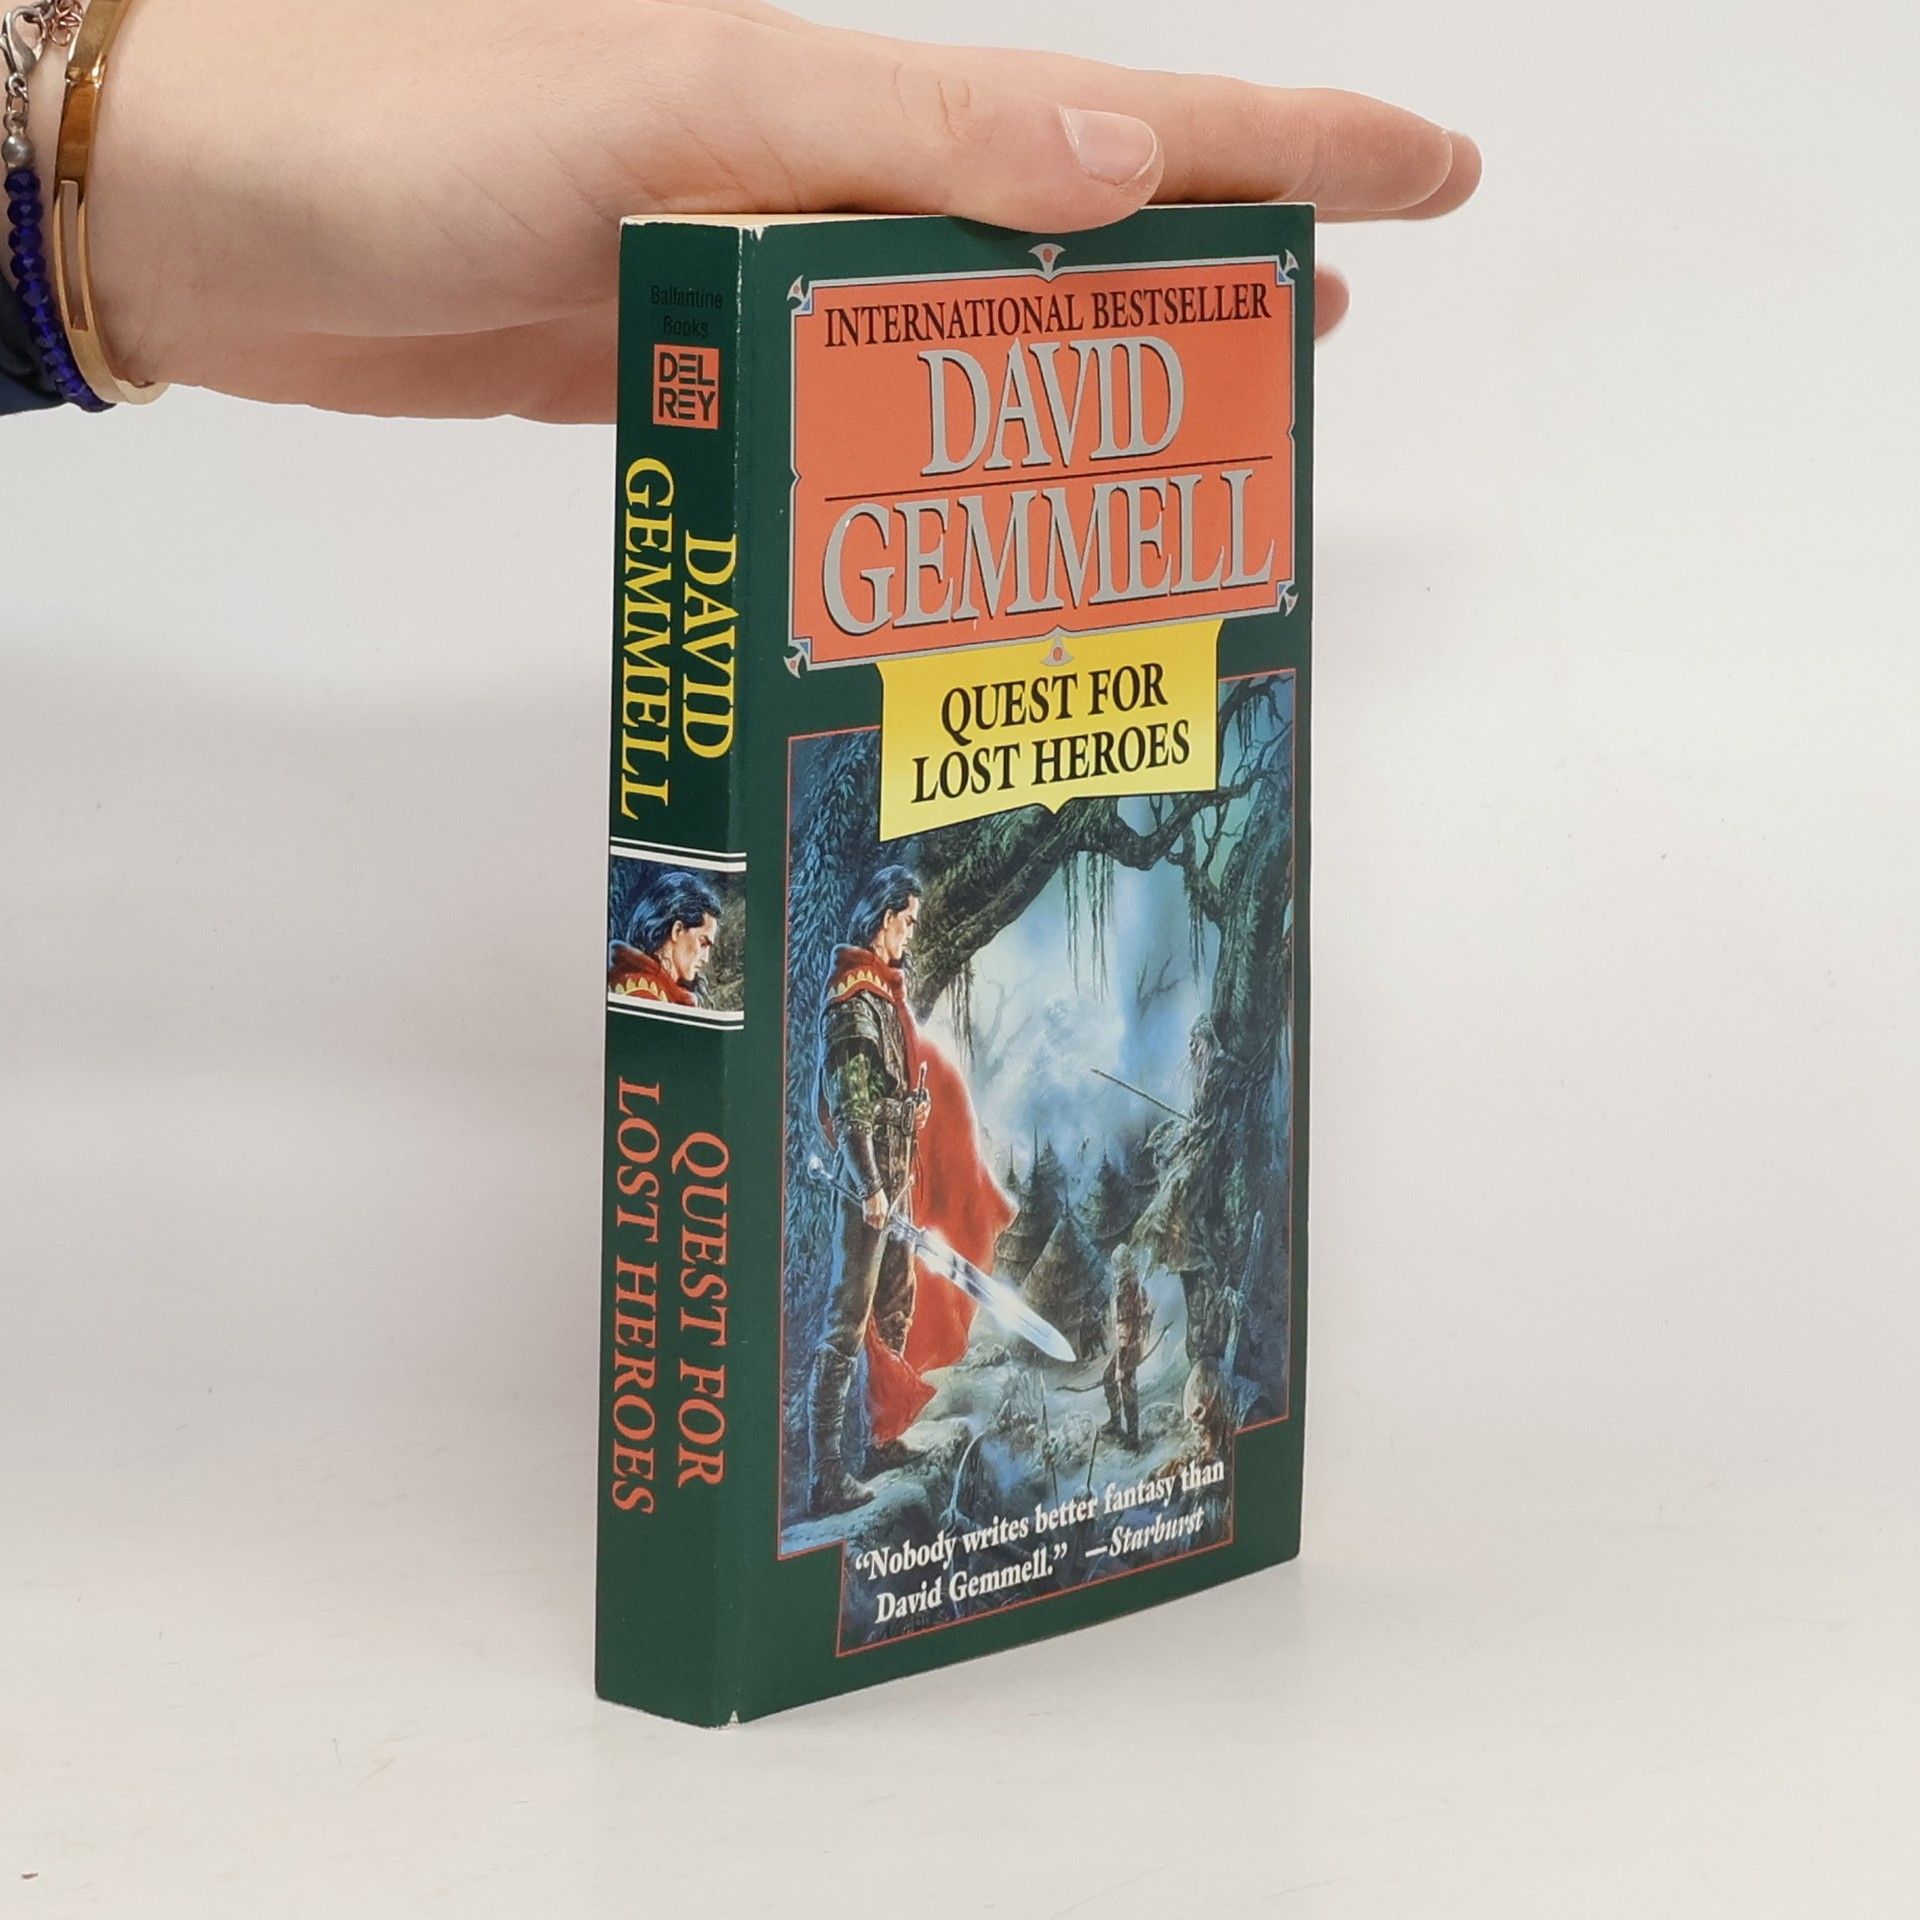 Ballantine
Books
DEL
REY
DAVID
GEMMELL
QUEST FOR
LOST HEROES
INTERNATIONAL BESTSELLER
DAVID
GEMMELL
QUEST FOR
LOST HEROES
“Nobody writes better fantasy than
David Gemmell.” —Starburst